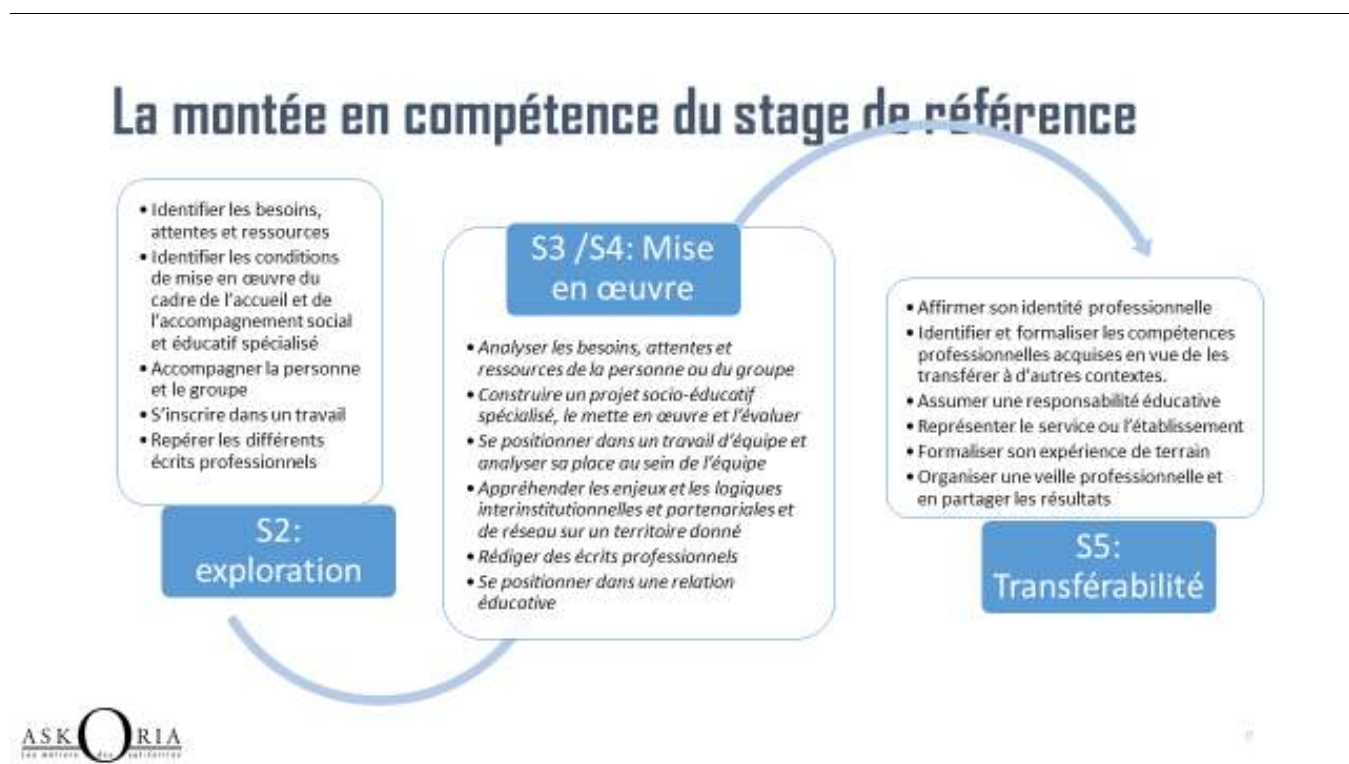 La montée en compétence du stage de référence
• Identifier les besoins,
attentes et ressources
• Identifier les conditions
de mise en œuvre du
cadre de l'accueil et de
l'accompagnement social
et éducatif spécialisé
• Accompagner la personne
et le groupe
• S'inscrire dans un travail
• Repérer les différents
écrits professionnels
S2:
exploration
S3 /S4: Mise
en œuvre
• Analyser les besoins, attentes et
ressources de la personne ou du groupe
• Construire un projet socio-éducatif
spécialisé, le mette en œuvre et l'évaluer
• Se positionner dans un travail d'équipe et
analyser sa place au sein de l'équipe
• Appréhender les enjeux et les logiques
interinstitutionnelles et partenariales et
de réseau sur un territoire donné
• Rédiger des écrits professionnels
• Se positionner dans une relation
éducative
• Affirmer son identité professionnelle
• Identifier et formaliser les compétences
professionnelles acquises en vue de les
transférer à d'autres contextes.
• Assumer une responsabilité éducative
• Représenter le service ou l'établissement
• Formaliser son expérience de terrain
• Organiser une veille professionnelle et
en partager les résultats
S5:
Transférabilité
ASKORIA
Les métiers des solidarités